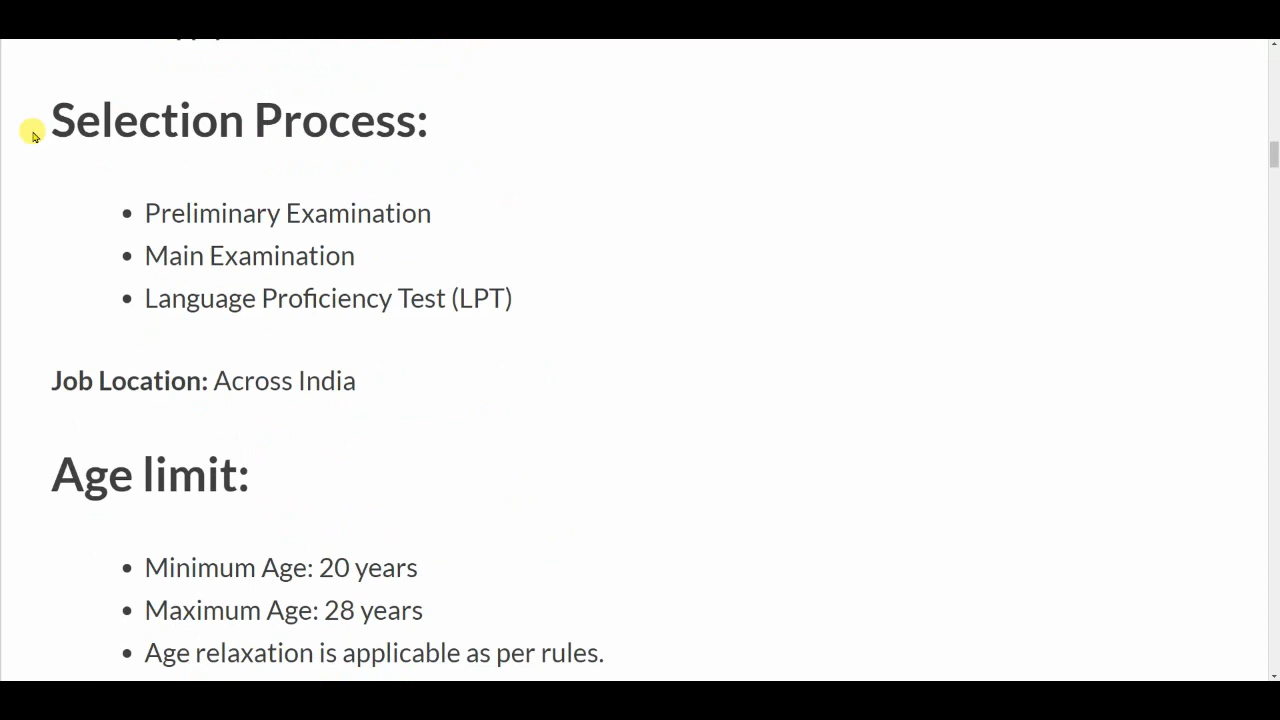 Selection Process:
Preliminary Examination
Main Examination
Language Proficiency Test (LPT)
Job Location: Across India
Age limit:
Minimum Age: 20 years
Maximum Age: 28 years
Age relaxation is applicable as per rules.